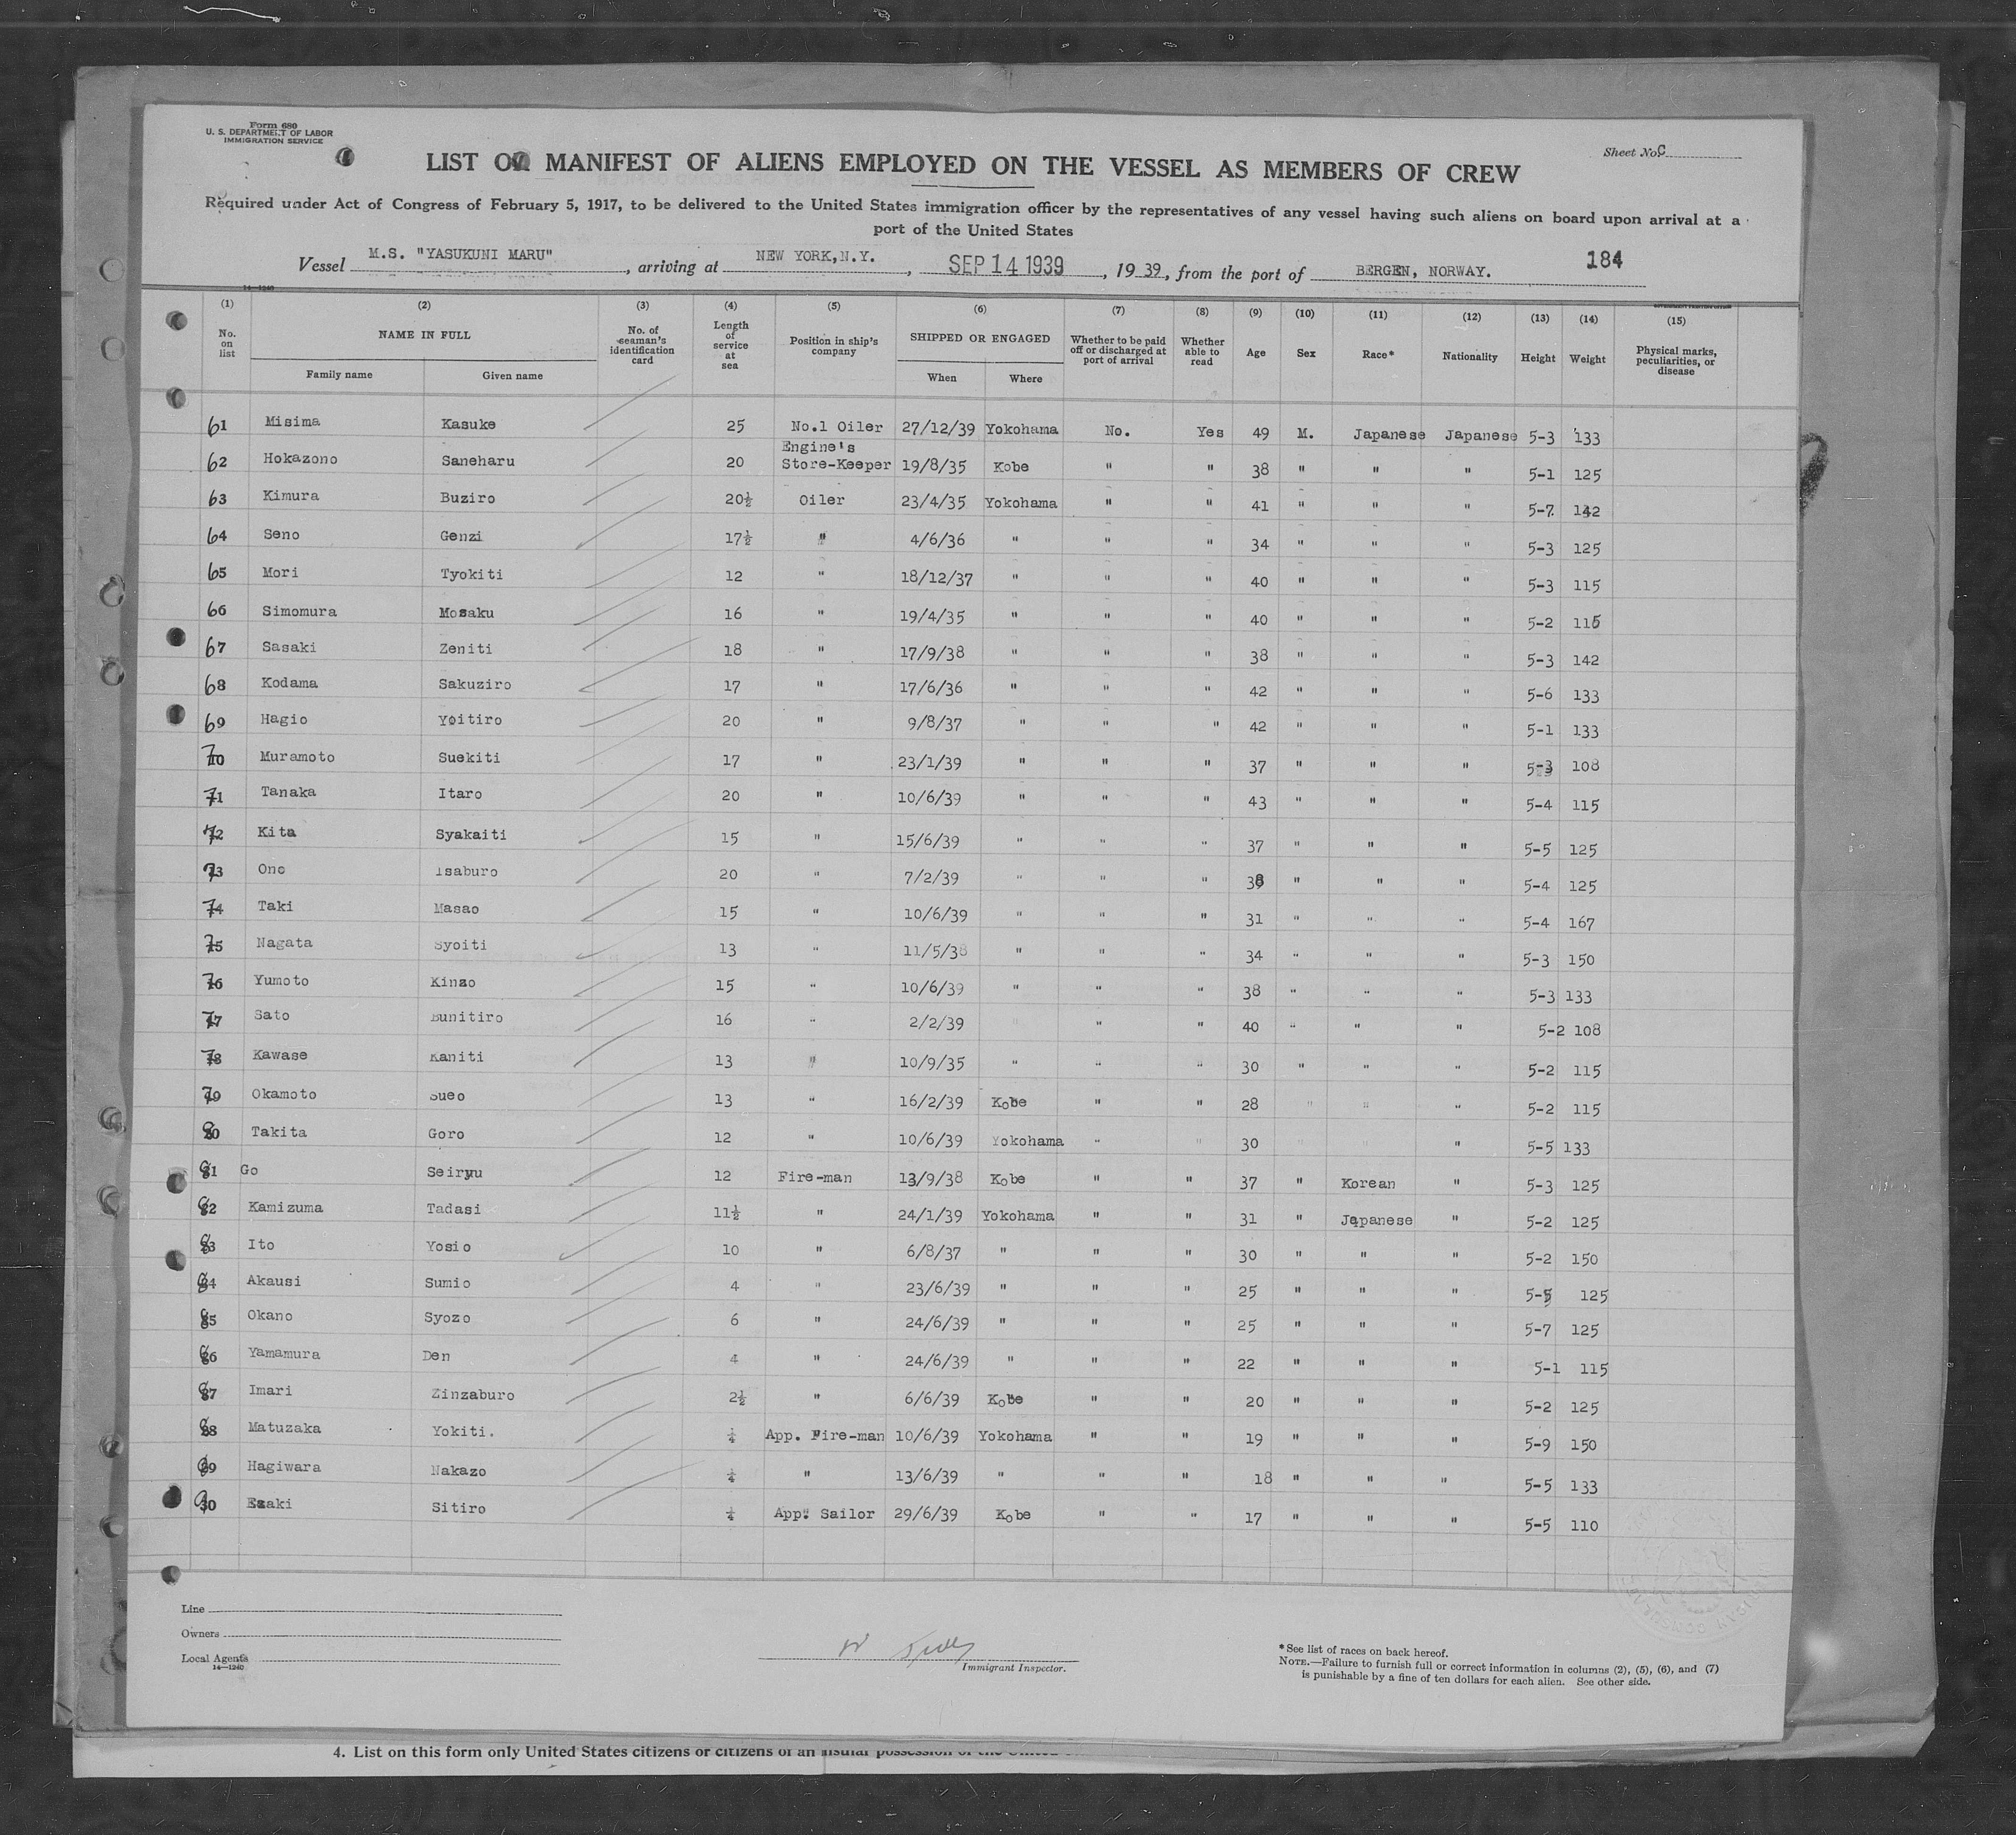 Form 680
U. S. DEPARTMENT OF LABOR
IMMIGRATION SERVICE
Sheet No. C
LIST OR MANIFEST OF ALIENS EMPLOYED ON THE VESSEL AS MEMBERS OF CREW
Required under Act of Congress of February 5, 1917, to be delivered to the United States immigration officer by the representatives of any vessel having such aliens on board upon arrival at a
port of the United States
Vessel M.S. "YASUKUNI MARU", arriving at NEW YORK,N.Y., SEP 14 1939, 1939, from the port of BERGEN, NORWAY. 184
14—1240
(1) (2) (3) (4) (5) (6) (7) (8) (9) (10) (11) (12) (13) (14) (15)
No. on list NAME IN FULL Family name Given name No. of seaman's identification card Length of service at sea Position in ship's company SHIPPED OR ENGAGED When Where Whether to be paid off or discharged at port of arrival Whether able to read Age Sex Race* Nationality Height Weight Physical marks, peculiarities, or disease
61 Misima Kasuke 25 No.1 Oiler 27/12/39 Yokohama No. Yes 49 M. Japanese Japanese 5-3 133
62 Hokazono Saneharu 20 Engine's Store-Keeper 19/8/35 Kobe " " 38 " " " 5-1 125
63 Kimura Buziro 20½ Oiler 23/4/35 Yokohama " " 41 " " " 5-7 142
64 Seno Genzi 17½ " 4/6/36 " " " 34 " " " 5-3 125
65 Mori Tyokiti 12 " 18/12/37 " " " 40 " " " 5-3 115
66 Simomura Mosaku 16 " 19/4/35 " " " 40 " " " 5-2 115
67 Sasaki Zeniti 18 " 17/9/38 " " " 38 " " " 5-3 142
68 Kodama Sakuziro 17 " 17/6/36 " " " 42 " " " 5-6 133
69 Hagio Yoitiro 20 " 9/8/37 " " " 42 " " " 5-1 133
70 Muramoto Suekiti 17 " 23/1/39 " " " 37 " " " 5-3 108
71 Tanaka Itaro 20 " 10/6/39 " " " 43 " " " 5-4 115
72 Kita Syakaiti 15 " 15/6/39 " " " 37 " " " 5-5 125
73 Ono Isaburo 20 " 7/2/39 " " " 38 " " " 5-4 125
74 Taki Masao 15 " 10/6/39 " " " 31 " " " 5-4 167
75 Nagata Syoiti 13 " 11/5/38 " " " 34 " " " 5-3 150
76 Yumoto Kinzo 15 " 10/6/39 " " " 38 " " " 5-3 133
77 Sato Bunitiro 16 " 2/2/39 " " " 40 " " " 5-2 108
78 Kawase Kaniti 13 " 10/9/35 " " " 30 " " " 5-2 115
79 Okamoto Sueo 13 " 16/2/39 Kobe " " 28 " " " 5-2 115
80 Takita Goro 12 " 10/6/39 Yokohama " " 30 " " " 5-5 133
81 Go Seiryu 12 Fire-man 13/9/38 Kobe " " 37 " Korean " 5-3 125
82 Kamizuma Tadasi 11½ " 24/1/39 Yokohama " " 31 " Japanese " 5-2 125
83 Ito Yosio 10 " 6/8/37 " " " 30 " " " 5-2 150
84 Akausi Sumio 4 " 23/6/39 " " " 25 " " " 5-5 125
85 Okano Syozo 6 " 24/6/39 " " " 25 " " " 5-7 125
86 Yamamura Den 4 " 24/6/39 " " " 22 " " " 5-1 115
87 Imari Zinzaburo 2½ " 6/6/39 Kobe " " 20 " " " 5-2 125
88 Matuzaka Yokiti. ¼ App. Fire-man 10/6/39 Yokohama " " 19 " " " 5-9 150
89 Hagiwara Nakazo ¼ " 13/6/39 " " " 18 " " " 5-5 133
90 Esaki Sitiro ¼ App. Sailor 29/6/39 Kobe " " 17 " " " 5-5 110
Line
Owners
Local Agents
14—1240
Immigrant Inspector.
* See list of races on back hereof.
NOTE.—Failure to furnish full or correct information in columns (2), (5), (6), and (7)
is punishable by a fine of ten dollars for each alien. See other side.
4. List on this form only United States citizens or citizens of an insular possession of the United